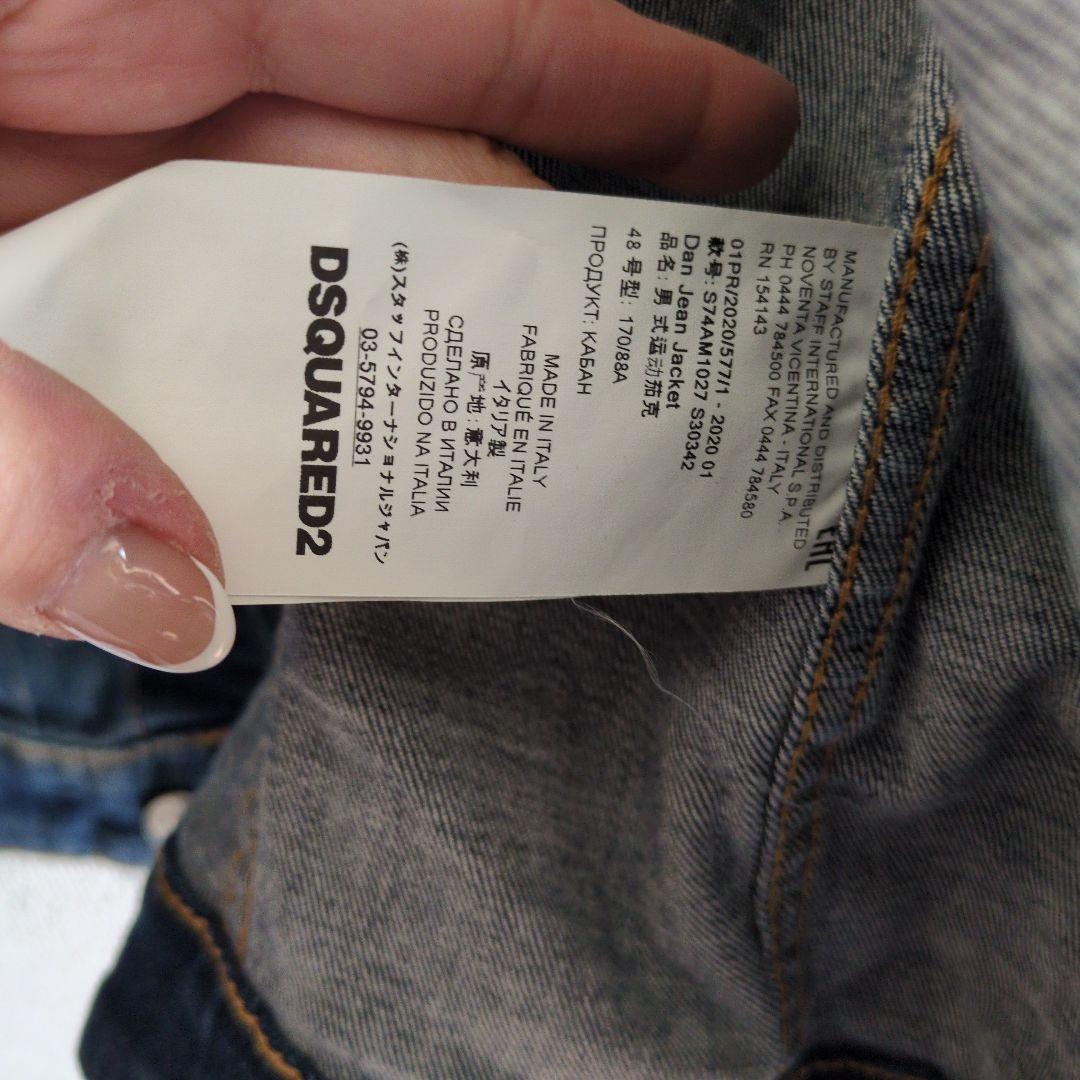 EAC
MANUFACTURED AND DISTRIBUTED
BY STAFF INTERNATIONAL S.P.A.
NOVENTA VICENTINA - ITALY
PH 0444 784500 FAX 0444 784580
RN 154143
01PR/2020/577/1 - 2020 01
款号: S74AM1027 S30342
Dan Jean Jacket
品名: 男式运动茄克
48 号型: 170/88A
ПРОДУКТ: КАБАН
MADE IN ITALY
FABRIQUÉ EN ITALIE
イタリア製
原产地: 意大利
СДЕЛАНО В ИТАЛИИ
PRODUZIDO NA ITALIA
(株)スタッフインターナショナルジャパン
03-5794-9931
DSQUARED2